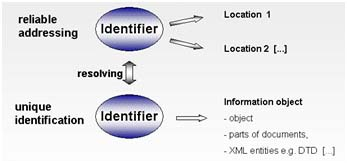 reliable
addressing
Identifier
Location 1
Location 2 [...]
resolving
unique
identification
Identifier
Information object
- object
- parts of documents,
- XML entities e.g. DTD [...]